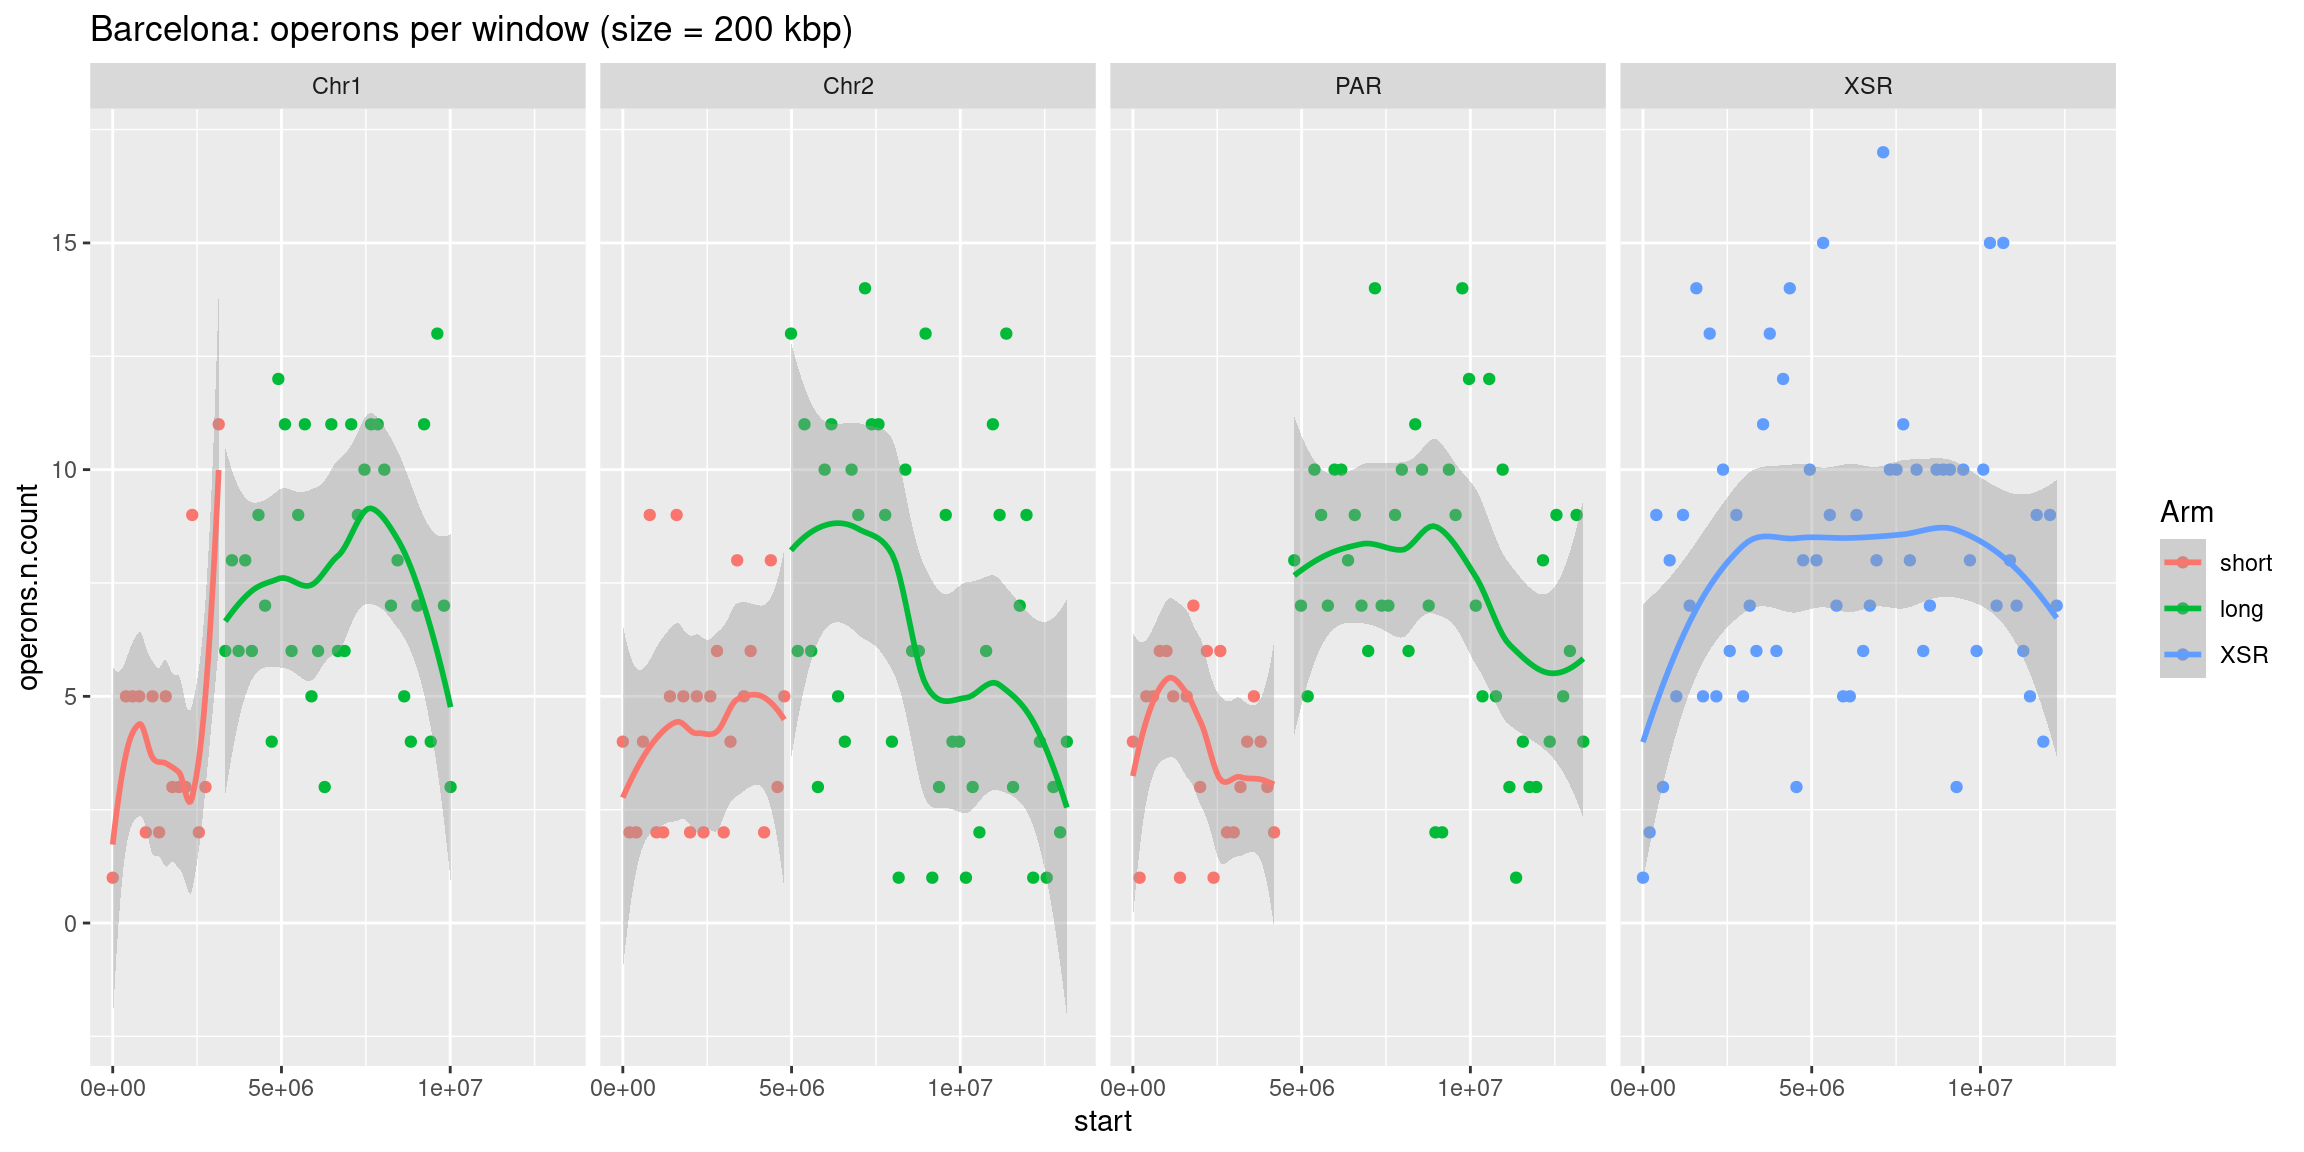 Barcelona: operons per window (size = 200 kbp)
Chr1 Chr2 PAR XSR
operons.n.count
15
10
5
0
0e+00 5e+06 1e+07 0e+00 5e+06 1e+07 0e+00 5e+06 1e+07 0e+00 5e+06 1e+07
start
Arm
short
long
XSR